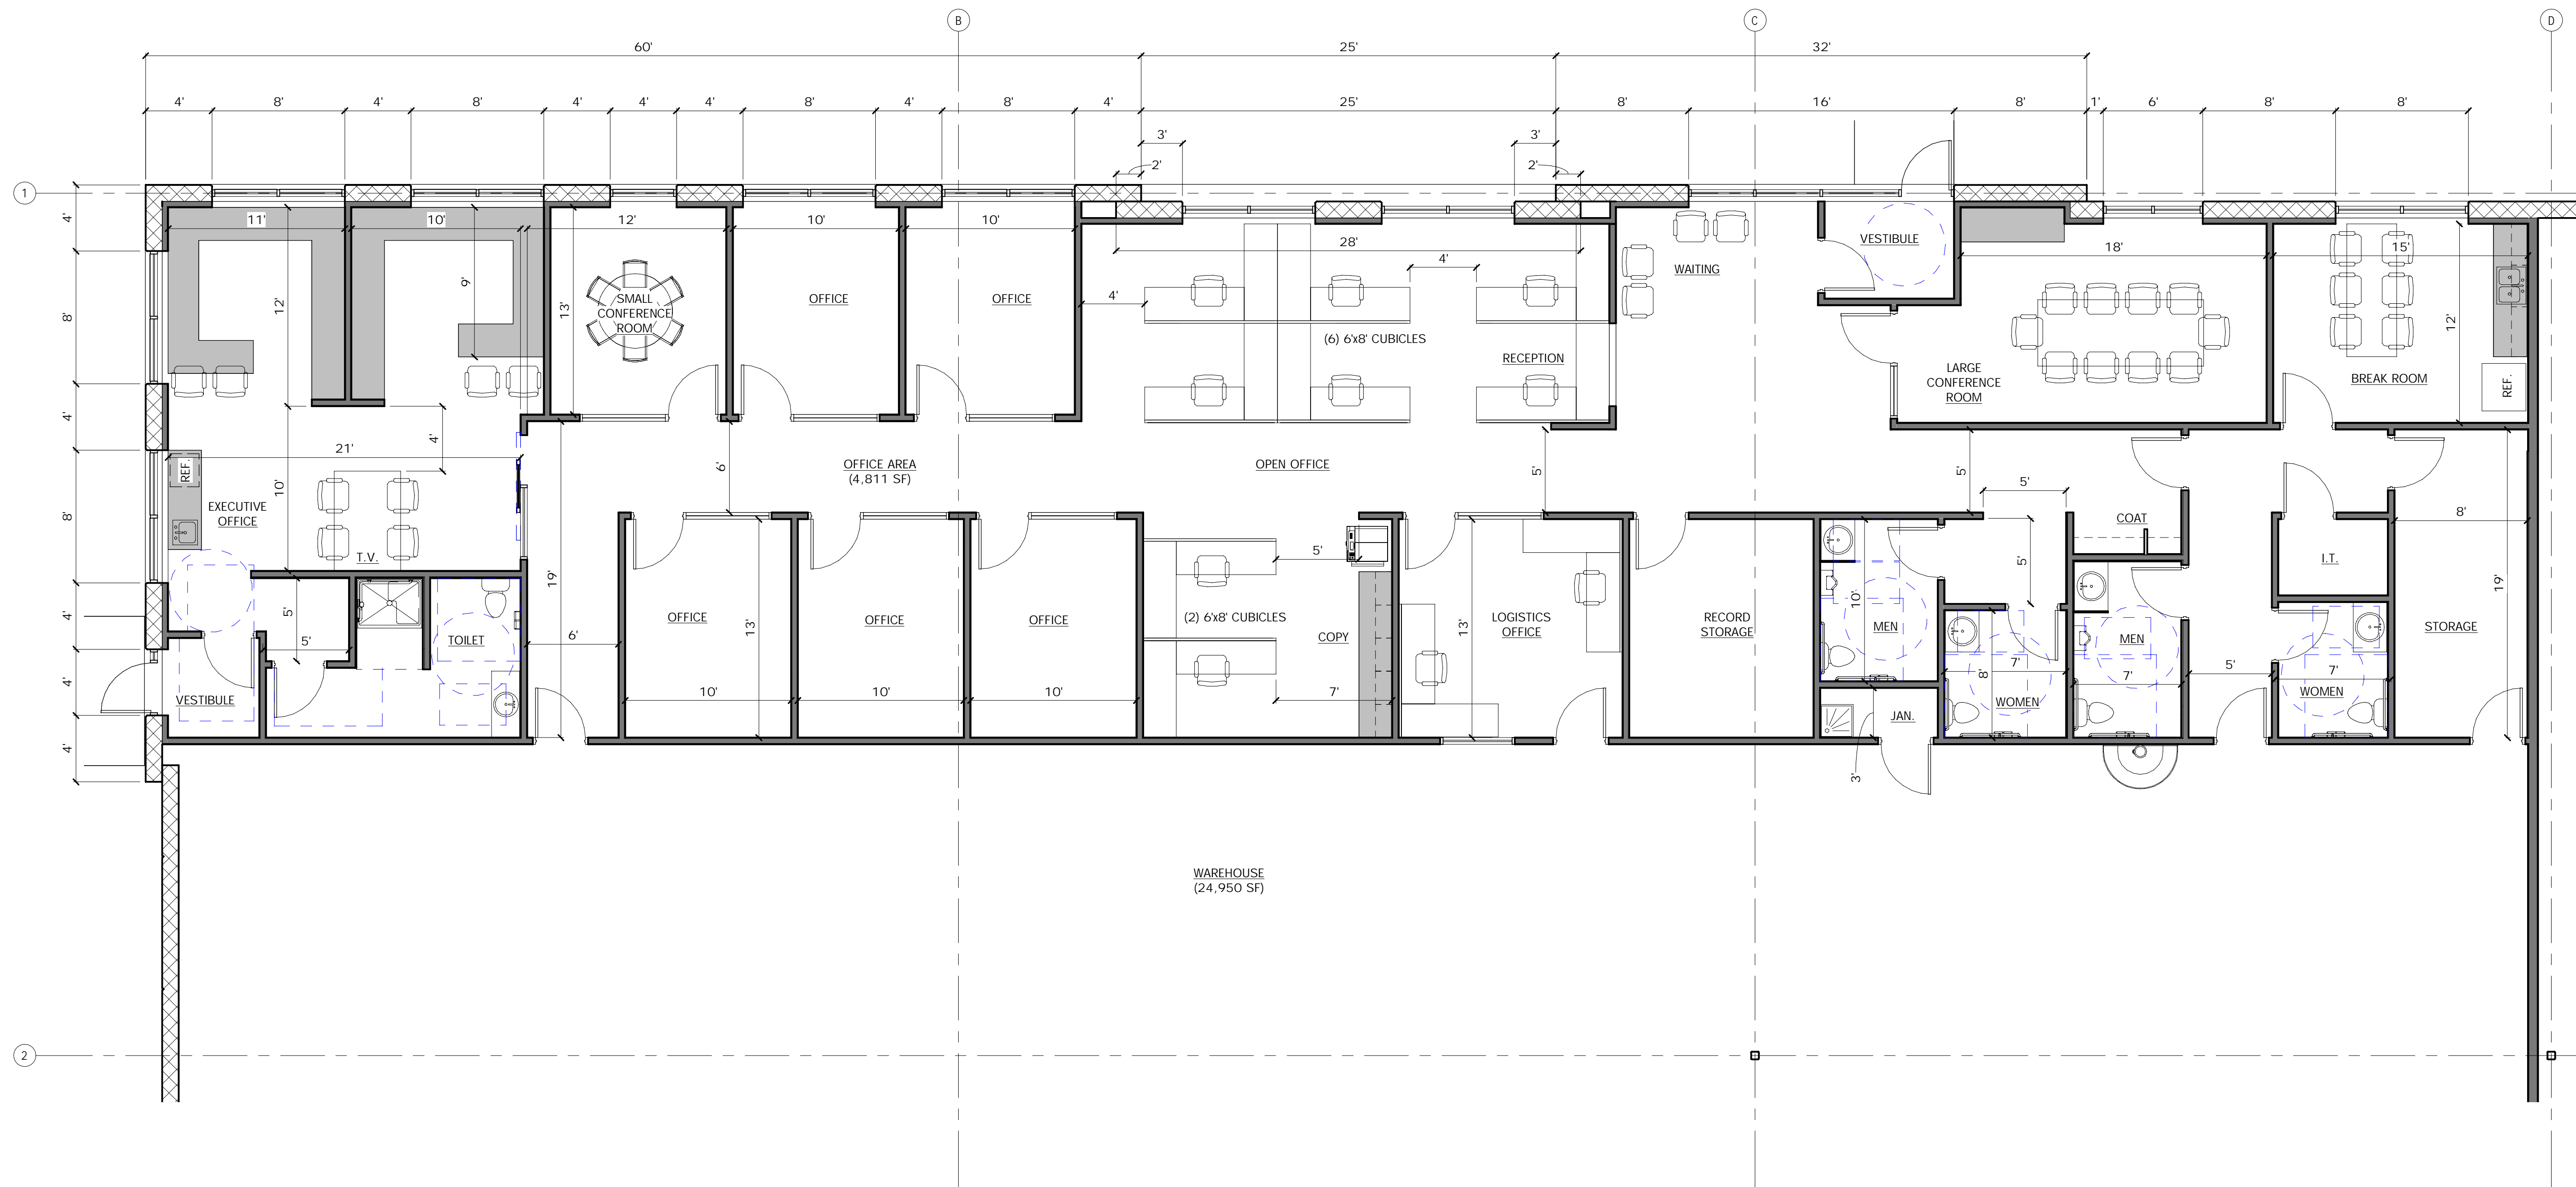 B
C
D
60'
25'
32'
4'
8'
4'
8'
4'
4'
4'
8'
4'
8'
4'
25'
8'
16'
8'
1'
6'
8'
8'
3'
3'
2'
2'
1
4'
8'
4'
8'
4'
4'
4'
11'
10'
12'
10'
10'
28'
18'
15'
12'
9'
13'
4'
4'
12'
SMALL
CONFERENCE
ROOM
OFFICE
OFFICE
(6) 6'x8' CUBICLES
RECEPTION
WAITING
VESTIBULE
LARGE
CONFERENCE
ROOM
BREAK ROOM
REF.
21'
4'
10'
REF.
EXECUTIVE
OFFICE
T.V.
6'
OFFICE AREA
(4,811 SF)
OPEN OFFICE
5'
5'
5'
COAT
8'
19'
I.T.
5'
5'
TOILET
VESTIBULE
19'
6'
OFFICE
13'
10'
OFFICE
10'
OFFICE
10'
5'
(2) 6'x8' CUBICLES
COPY
7'
13'
LOGISTICS
OFFICE
RECORD
STORAGE
10'
MEN
JAN.
3'
5'
8'
7'
WOMEN
MEN
7'
5'
7'
WOMEN
STORAGE
WAREHOUSE
(24,950 SF)
2